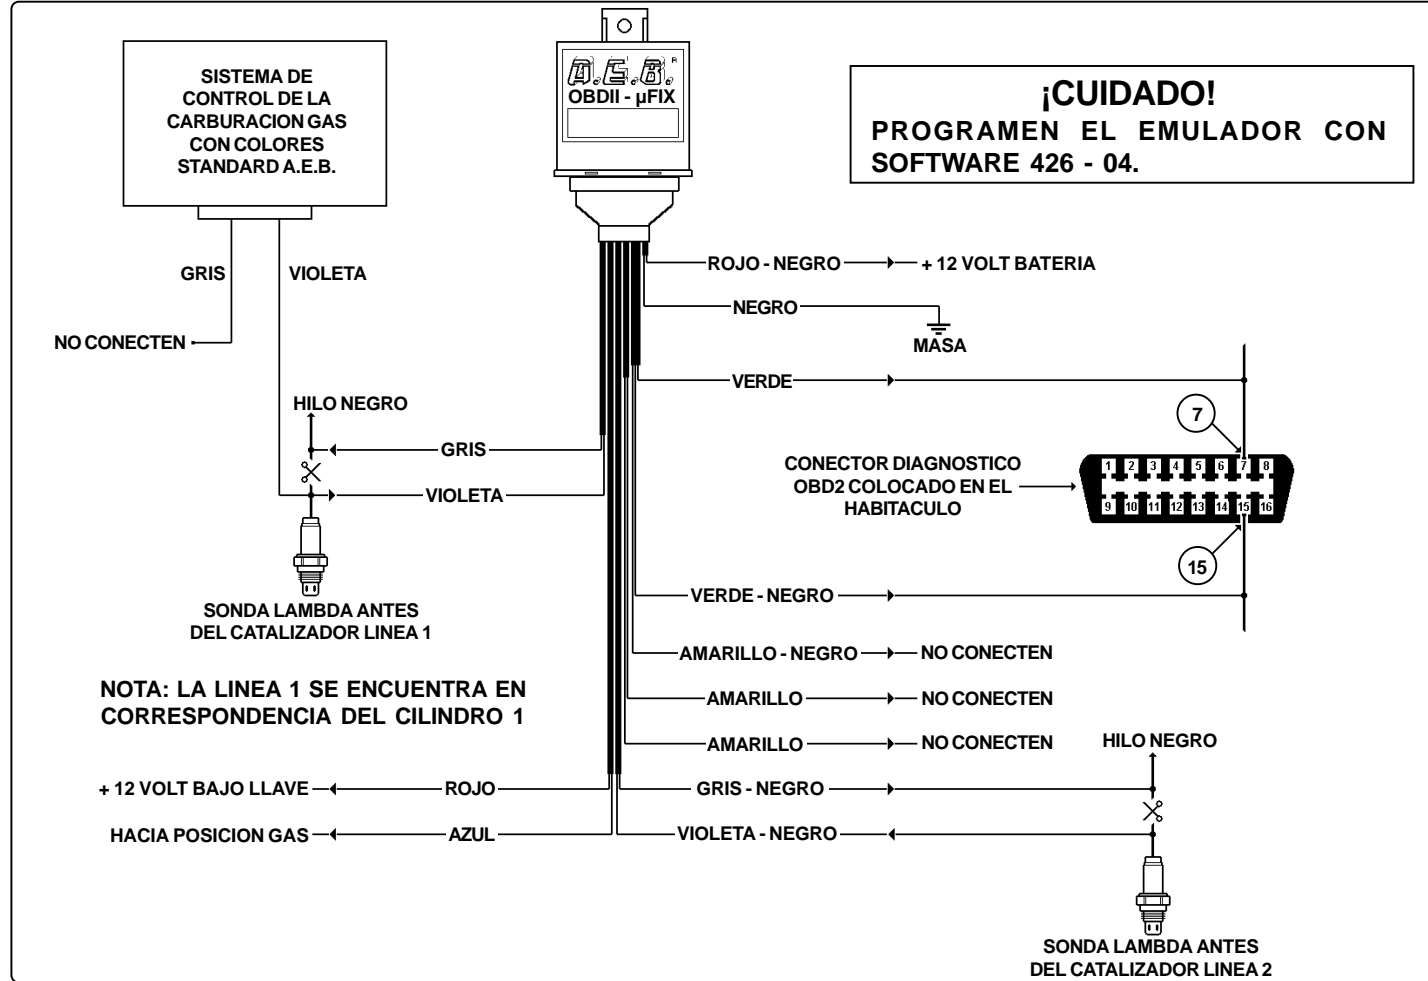 SISTEMA DE
CONTROL DE LA
CARBURACION GAS
CON COLORES
STANDARD A.E.B.
A.E.B.®
OBDII - µFIX
¡CUIDADO!
PROGRAMEN EL EMULADOR CON
SOFTWARE 426 - 04.
GRIS
VIOLETA
NO CONECTEN
ROJO - NEGRO
+ 12 VOLT BATERIA
NEGRO
MASA
VERDE
HILO NEGRO
GRIS
VIOLETA
SONDA LAMBDA ANTES
DEL CATALIZADOR LINEA 1
7
CONECTOR DIAGNOSTICO
OBD2 COLOCADO EN EL
HABITACULO
1 2 3 4 5 6 7 8
9 10 11 12 13 14 15 16
15
VERDE - NEGRO
AMARILLO - NEGRO
NO CONECTEN
AMARILLO
NO CONECTEN
AMARILLO
NO CONECTEN
NOTA: LA LINEA 1 SE ENCUENTRA EN
CORRESPONDENCIA DEL CILINDRO 1
+ 12 VOLT BAJO LLAVE
ROJO
HACIA POSICION GAS
AZUL
GRIS - NEGRO
VIOLETA - NEGRO
HILO NEGRO
SONDA LAMBDA ANTES
DEL CATALIZADOR LINEA 2